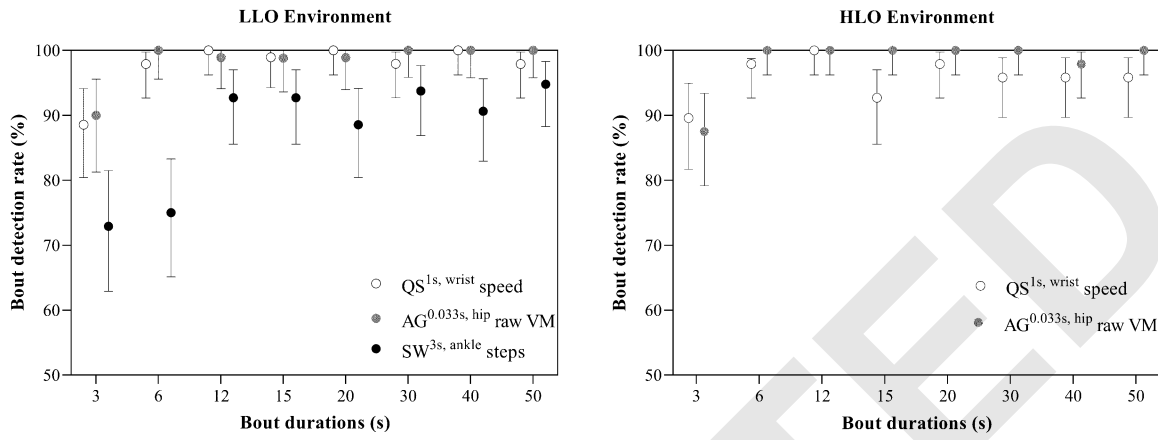 LLO Environment
100
90
80
70
60
50
Bout detection rate (%)
QS1s, wrist speed
AG0.033s, hip raw VM
SW3s, ankle steps
3 6 12 15 20 30 40 50
Bout durations (s)
HLO Environment
100
90
80
70
60
50
Bout detection rate (%)
QS1s, wrist speed
AG0.033s, hip raw VM
3 6 12 15 20 30 40 50
Bout durations (s)
TED